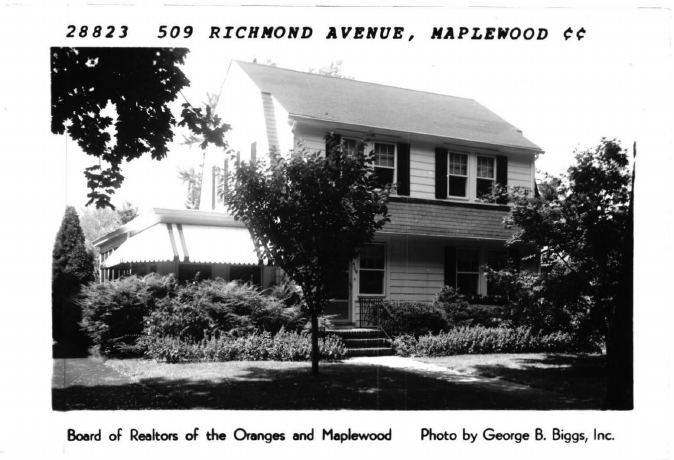 28823 509 RICHMOND AVENUE, MAPLEWOOD ¢¢
Board of Realtors of the Oranges and Maplewood Photo by George B. Biggs, Inc.